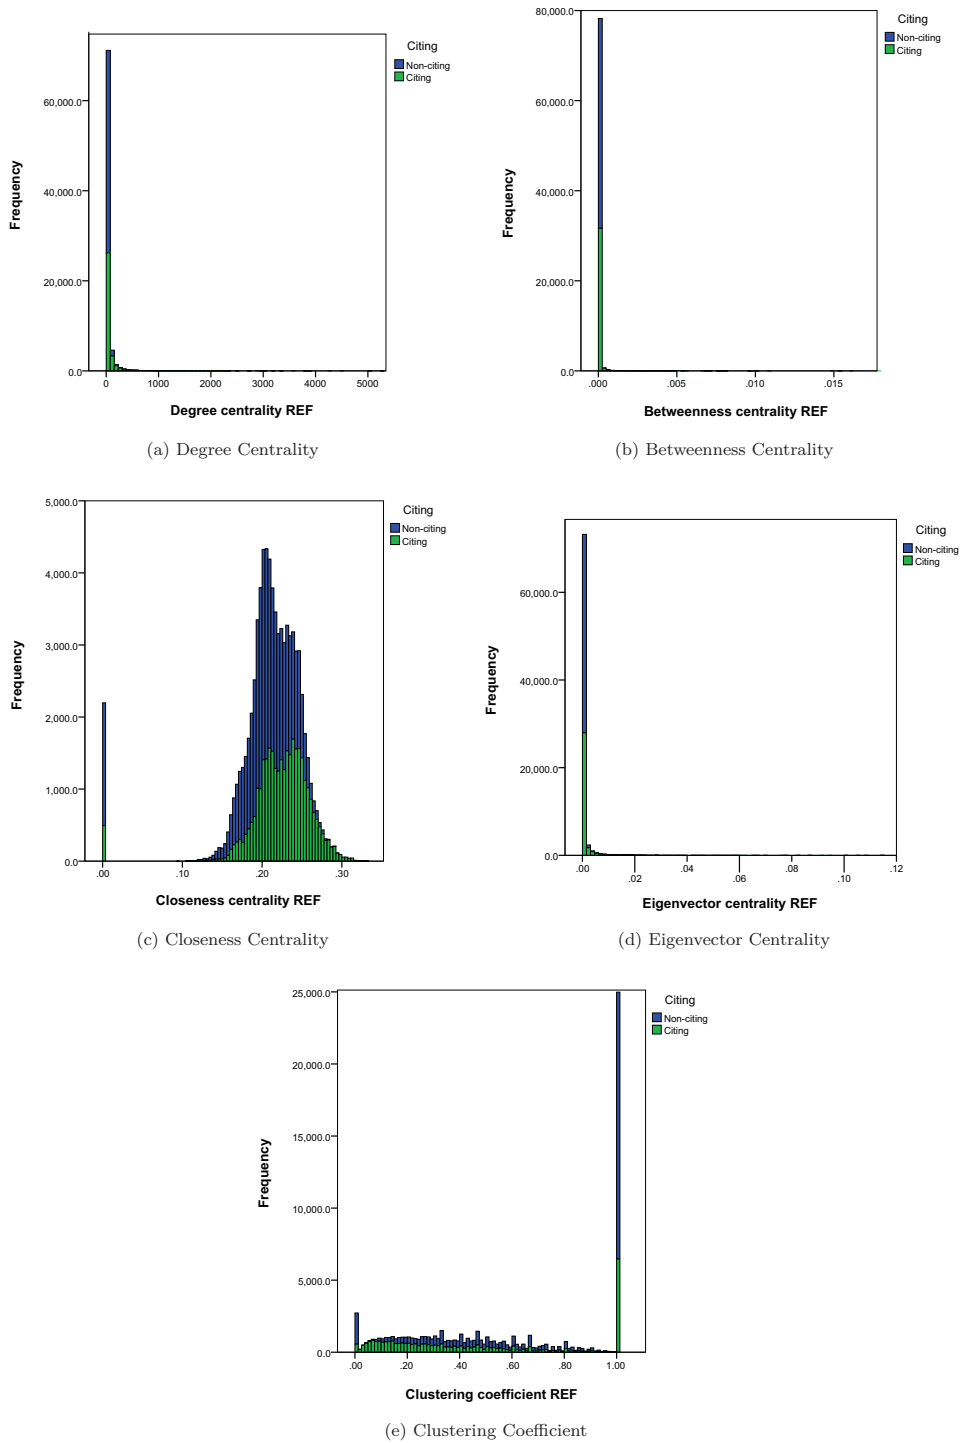 Citing
Non-citing
Citing
60,000.0
40,000.0
20,000.0
0.0
Frequency
0 1000 2000 3000 4000 5000
Degree centrality REF
(a) Degree Centrality
Citing
Non-citing
Citing
80,000.0
60,000.0
40,000.0
20,000.0
0.0
Frequency
.000 .005 .010 .015
Betweenness centrality REF
(b) Betweenness Centrality
Citing
Non-citing
Citing
5,000.0
4,000.0
3,000.0
2,000.0
1,000.0
0.0
Frequency
.00 .10 .20 .30
Closeness centrality REF
(c) Closeness Centrality
Citing
Non-citing
Citing
60,000.0
40,000.0
20,000.0
0.0
Frequency
.00 .02 .04 .06 .08 .10 .12
Eigenvector centrality REF
(d) Eigenvector Centrality
Citing
Non-citing
Citing
25,000.0
20,000.0
15,000.0
10,000.0
5,000.0
0.0
Frequency
.00 .20 .40 .60 .80 1.00
Clustering coefficient REF
(e) Clustering Coefficient